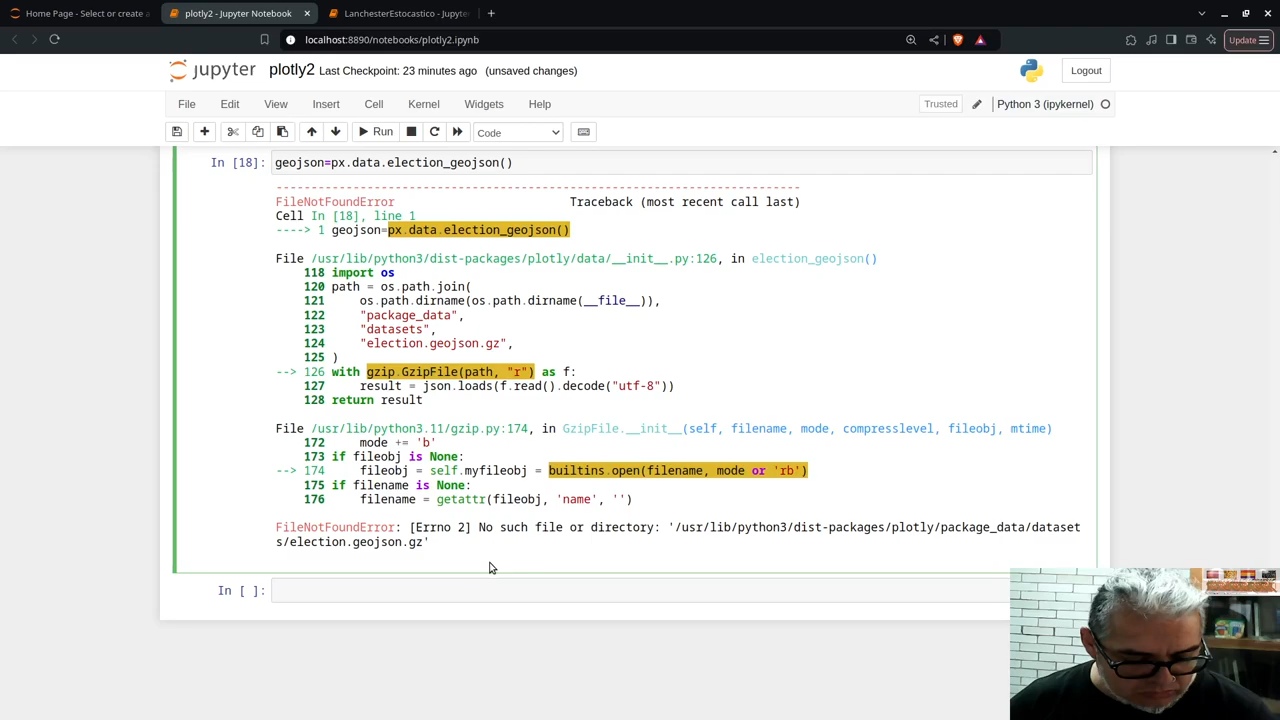 Home Page - Select or create a
plotly2 - Jupyter Notebook
LanchesterEstocastico - Jupyte
localhost:8890/notebooks/plotly2.ipynb
Update
jupyter plotly2 Last Checkpoint: 23 minutes ago (unsaved changes)
Logout
File Edit View Insert Cell Kernel Widgets Help
Trusted Python 3 (ipykernel)
Run Code
In [18]: geojson=px.data.election_geojson()
---------------------------------------------------------------------------
FileNotFoundError Traceback (most recent call last)
Cell In [18], line 1
----> 1 geojson=px.data.election_geojson()
File /usr/lib/python3/dist-packages/plotly/data/__init__.py:126, in election_geojson()
118 import os
120 path = os.path.join(
121 os.path.dirname(os.path.dirname(__file__)),
122 "package_data",
123 "datasets",
124 "election.geojson.gz",
125 )
--> 126 with gzip.GzipFile(path, "r") as f:
127 result = json.loads(f.read().decode("utf-8"))
128 return result
File /usr/lib/python3.11/gzip.py:174, in GzipFile.__init__(self, filename, mode, compresslevel, fileobj, mtime)
172 mode += 'b'
173 if fileobj is None:
--> 174 fileobj = self.myfileobj = builtins.open(filename, mode or 'rb')
175 if filename is None:
176 filename = getattr(fileobj, 'name', '')
FileNotFoundError: [Errno 2] No such file or directory: '/usr/lib/python3/dist-packages/plotly/package_data/dataset
s/election.geojson.gz'
In [ ]: